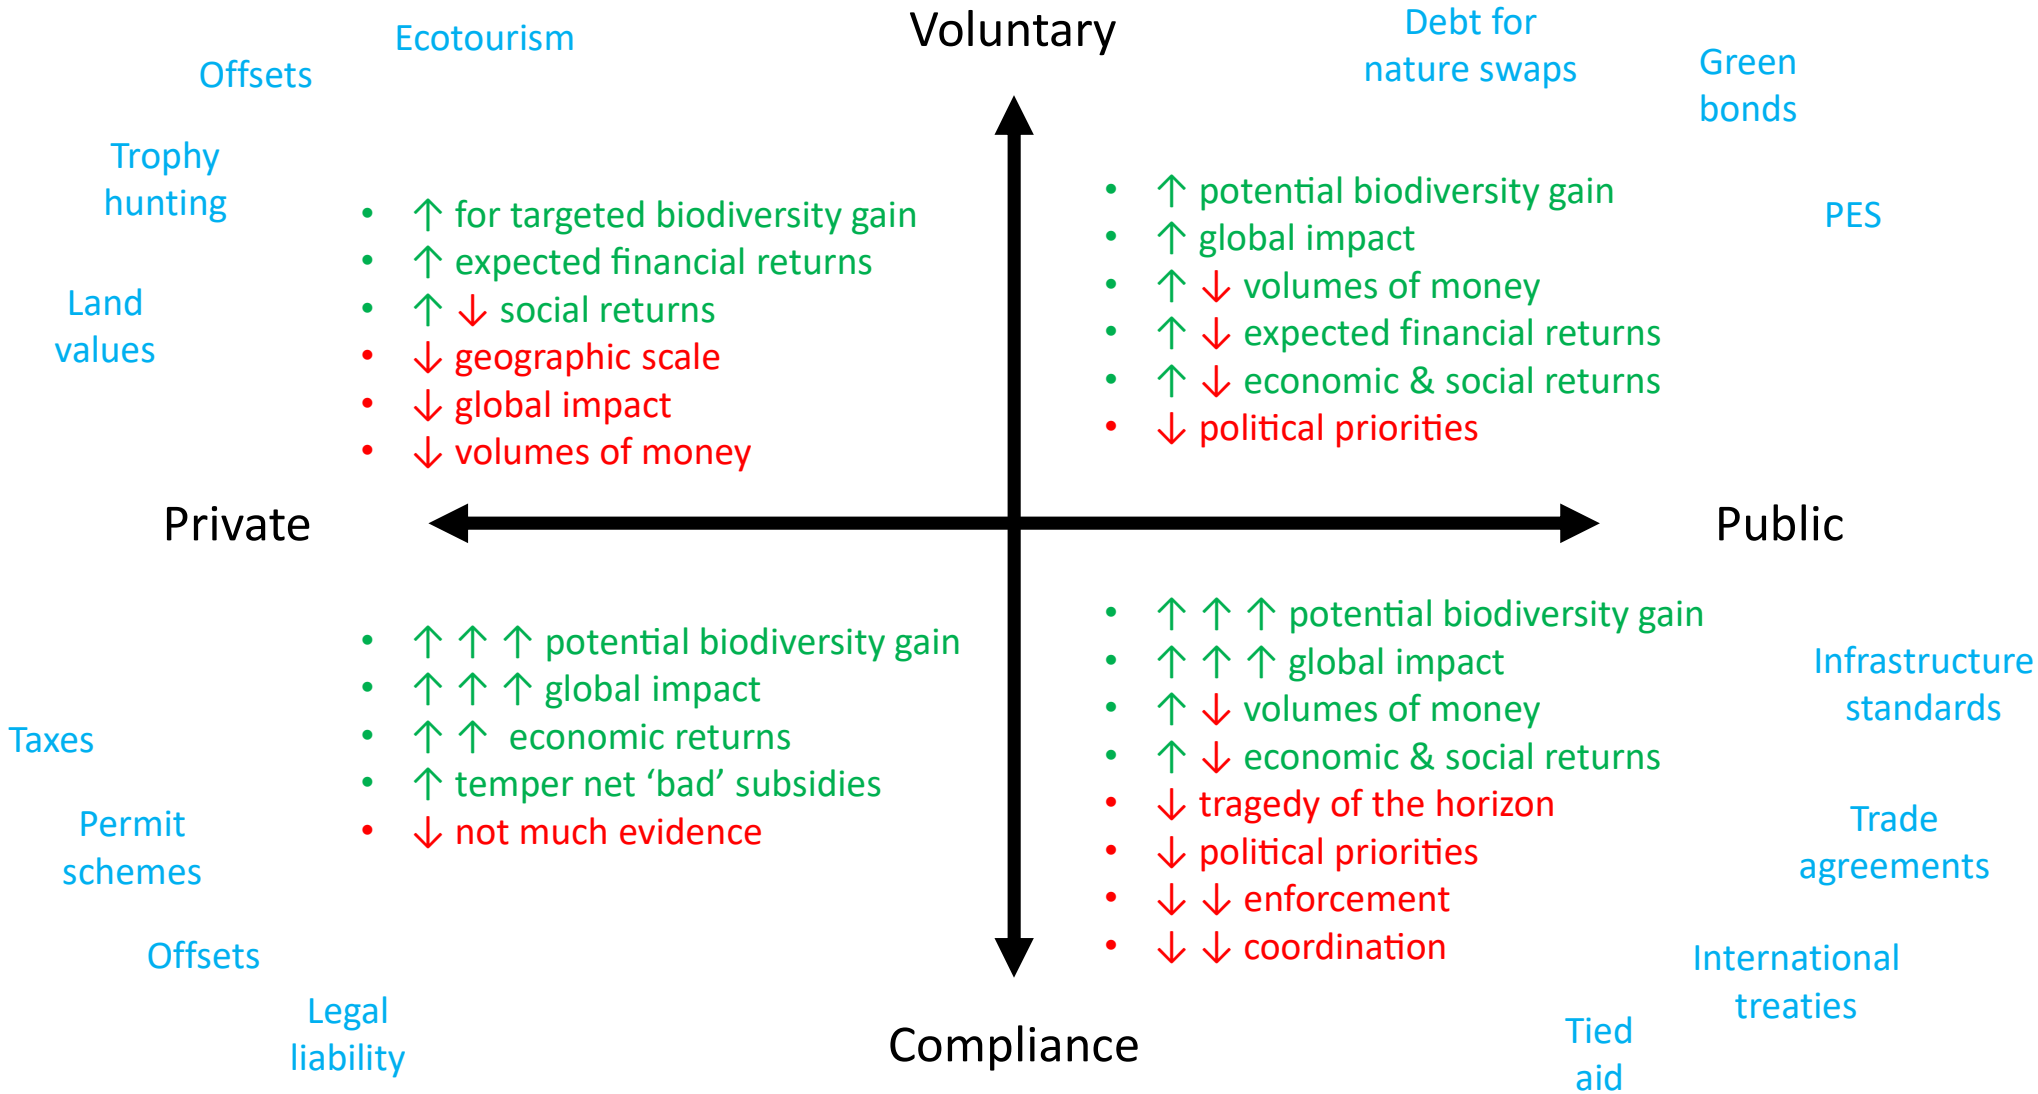 Voluntary
Ecotourism
Offsets
Trophy
hunting
Land
values
• ↑ for targeted biodiversity gain
• ↑ expected financial returns
• ↑ ↓ social returns
• ↓ geographic scale
• ↓ global impact
• ↓ volumes of money
Debt for
nature swaps
Green
bonds
PES
• ↑ potential biodiversity gain
• ↑ global impact
• ↑ ↓ volumes of money
• ↑ ↓ expected financial returns
• ↑ ↓ economic & social returns
• ↓ political priorities
Private
Public
• ↑ ↑ ↑ potential biodiversity gain
• ↑ ↑ ↑ global impact
• ↑ ↑ economic returns
• ↑ temper net ‘bad’ subsidies
• ↓ not much evidence
Taxes
Permit
schemes
Offsets
Legal
liability
• ↑ ↑ ↑ potential biodiversity gain
• ↑ ↑ ↑ global impact
• ↑ ↓ volumes of money
• ↑ ↓ economic & social returns
• ↓ tragedy of the horizon
• ↓ political priorities
• ↓ ↓ enforcement
• ↓ ↓ coordination
Infrastructure
standards
Trade
agreements
International
treaties
Tied
aid
Compliance